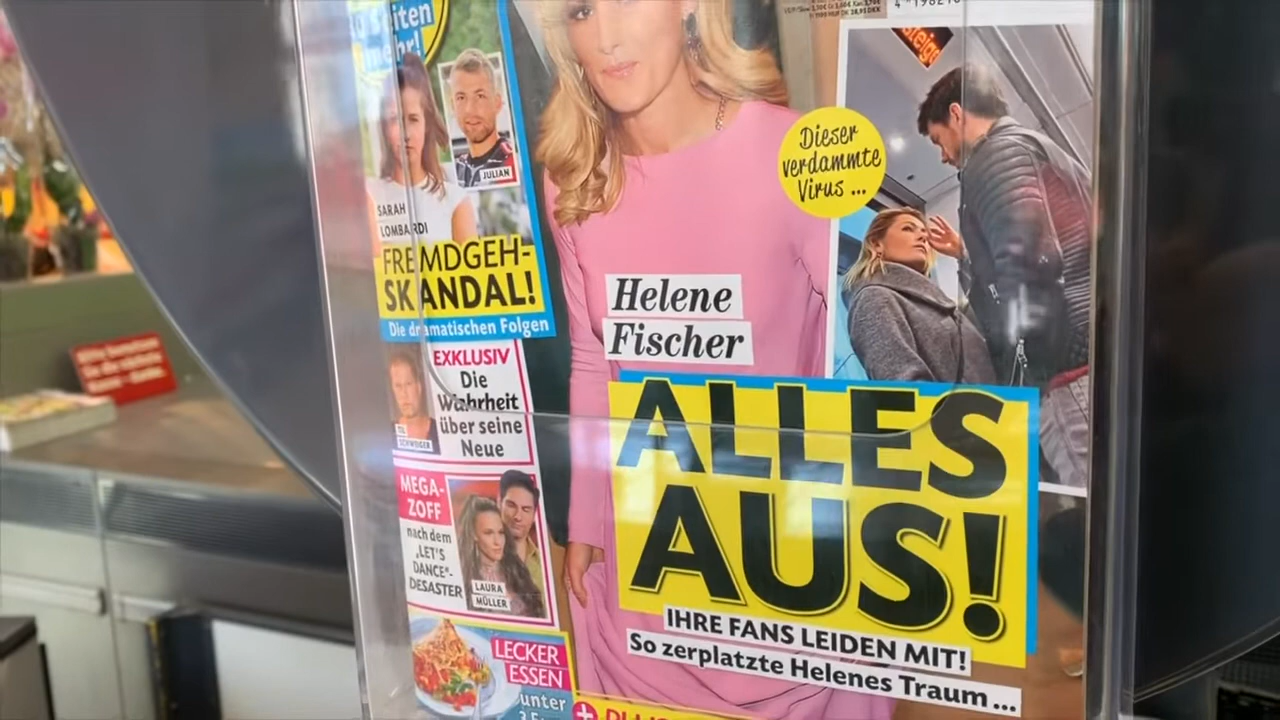 mehr!
JULIAN
SARAH
LOMBARDI
FREMDGEH-
SKANDAL!
Die dramatischen Folgen
EXKLUSIV
Die
Wahrheit
über seine
Neue
SCHWEIGER
MEGA-
ZOFF
nach dem
„LET'S
DANCE"-
DESASTER
LAURA
MÜLLER
LECKER
ESSEN
unter
Dieser
verdammte
Virus ...
Helene
Fischer
ALLES
AUS!
IHRE FANS LEIDEN MIT!
So zerplatzte Helenes Traum ...